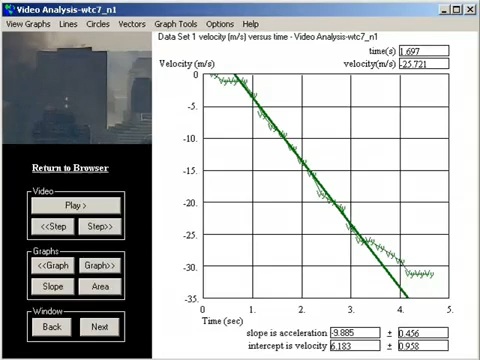 Video Analysis-wtc7_n1
View Graphs Lines Circles Vectors Graph Tools Options Help
Data Set 1 velocity (m/s) versus time - Video Analysis-wtc7_n1
time(s) 1.697
Velocity (m/s) velocity(m/s) -25.721
0
-5.
-10.
-15.
-20.
-25.
-30.
-35.
0 1. 2. 3. 4. 5.
Time (sec)
slope is acceleration -9.885 ± 0.456
intercept is velocity 6.183 ± 0.958
Return to Browser
Video
Play >
<<Step Step>>
Graphs
<<Graph Graph>>
Slope Area
Window
Back Next